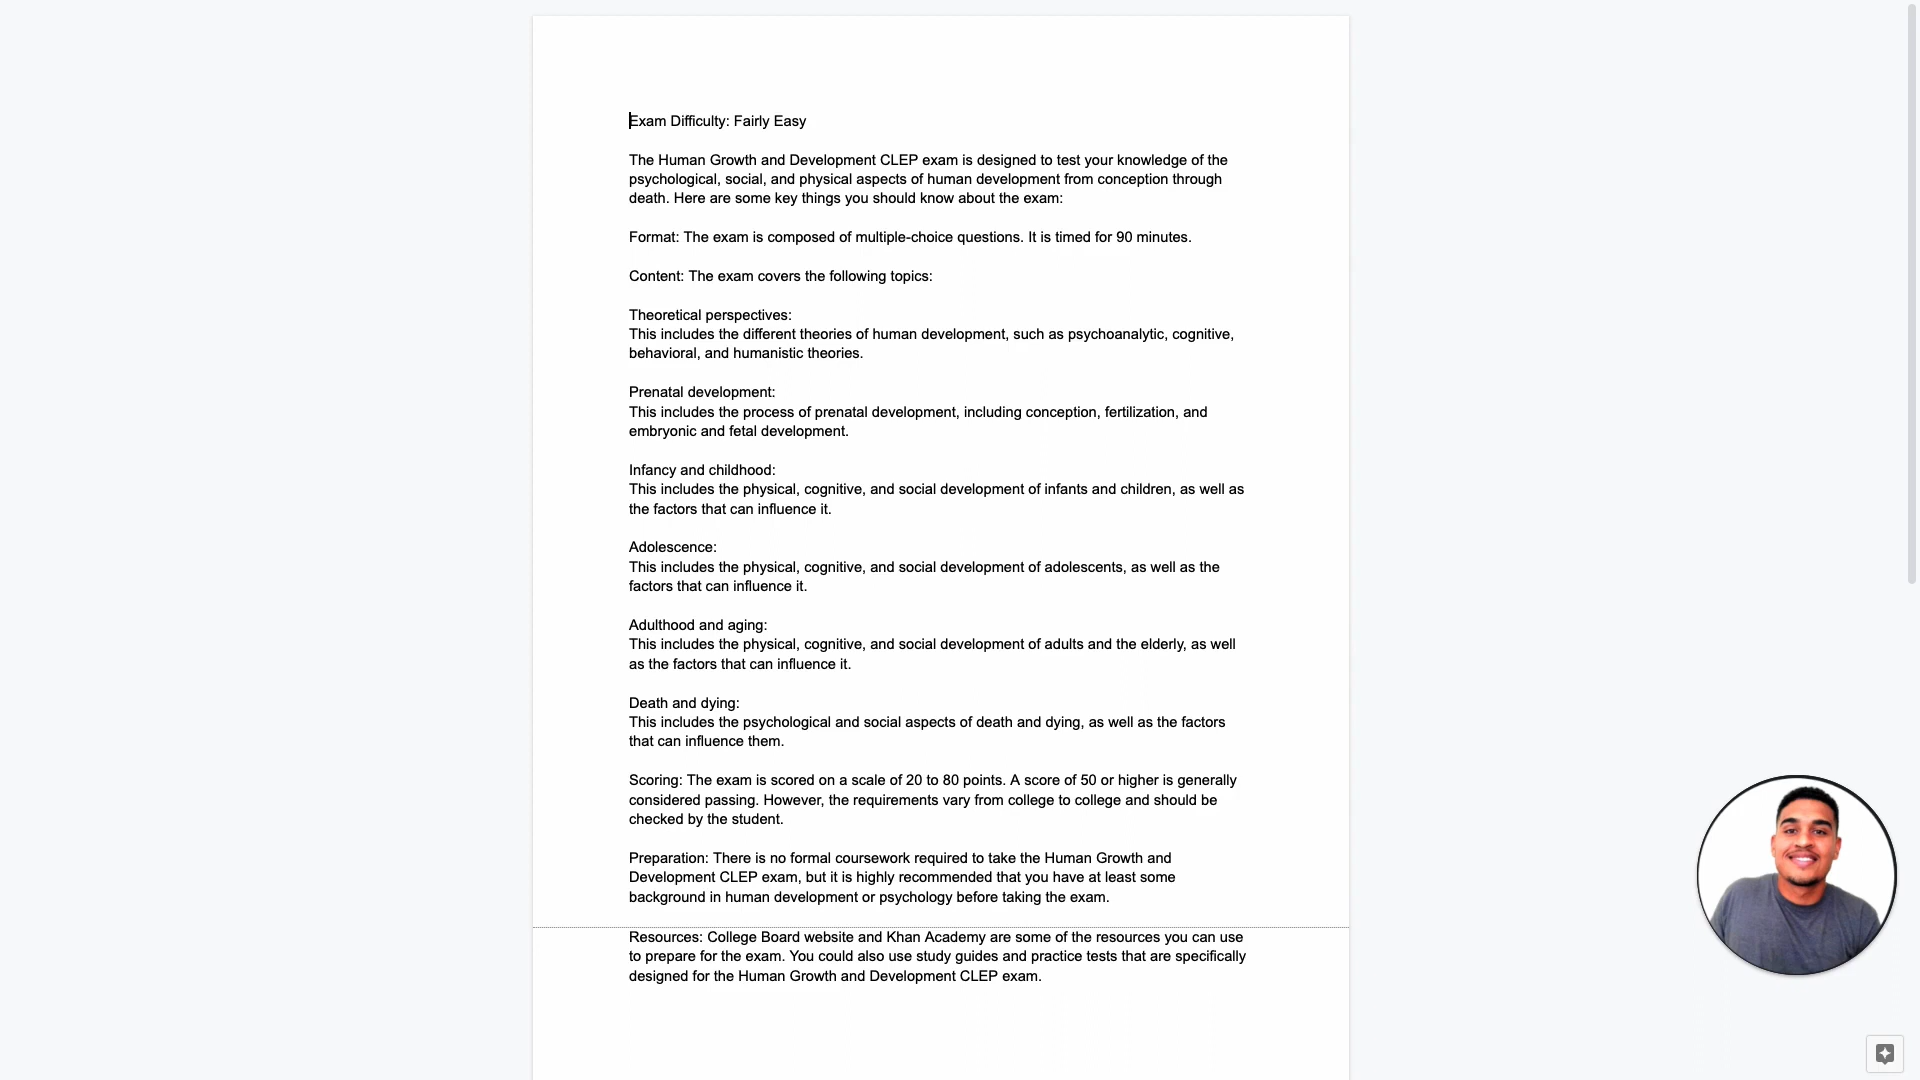 Exam Difficulty: Fairly Easy
The Human Growth and Development CLEP exam is designed to test your knowledge of the
psychological, social, and physical aspects of human development from conception through
death. Here are some key things you should know about the exam:
Format: The exam is composed of multiple-choice questions. It is timed for 90 minutes.
Content: The exam covers the following topics:
Theoretical perspectives:
This includes the different theories of human development, such as psychoanalytic, cognitive,
behavioral, and humanistic theories.
Prenatal development:
This includes the process of prenatal development, including conception, fertilization, and
embryonic and fetal development.
Infancy and childhood:
This includes the physical, cognitive, and social development of infants and children, as well as
the factors that can influence it.
Adolescence:
This includes the physical, cognitive, and social development of adolescents, as well as the
factors that can influence it.
Adulthood and aging:
This includes the physical, cognitive, and social development of adults and the elderly, as well
as the factors that can influence it.
Death and dying:
This includes the psychological and social aspects of death and dying, as well as the factors
that can influence them.
Scoring: The exam is scored on a scale of 20 to 80 points. A score of 50 or higher is generally
considered passing. However, the requirements vary from college to college and should be
checked by the student.
Preparation: There is no formal coursework required to take the Human Growth and
Development CLEP exam, but it is highly recommended that you have at least some
background in human development or psychology before taking the exam.
Resources: College Board website and Khan Academy are some of the resources you can use
to prepare for the exam. You could also use study guides and practice tests that are specifically
designed for the Human Growth and Development CLEP exam.